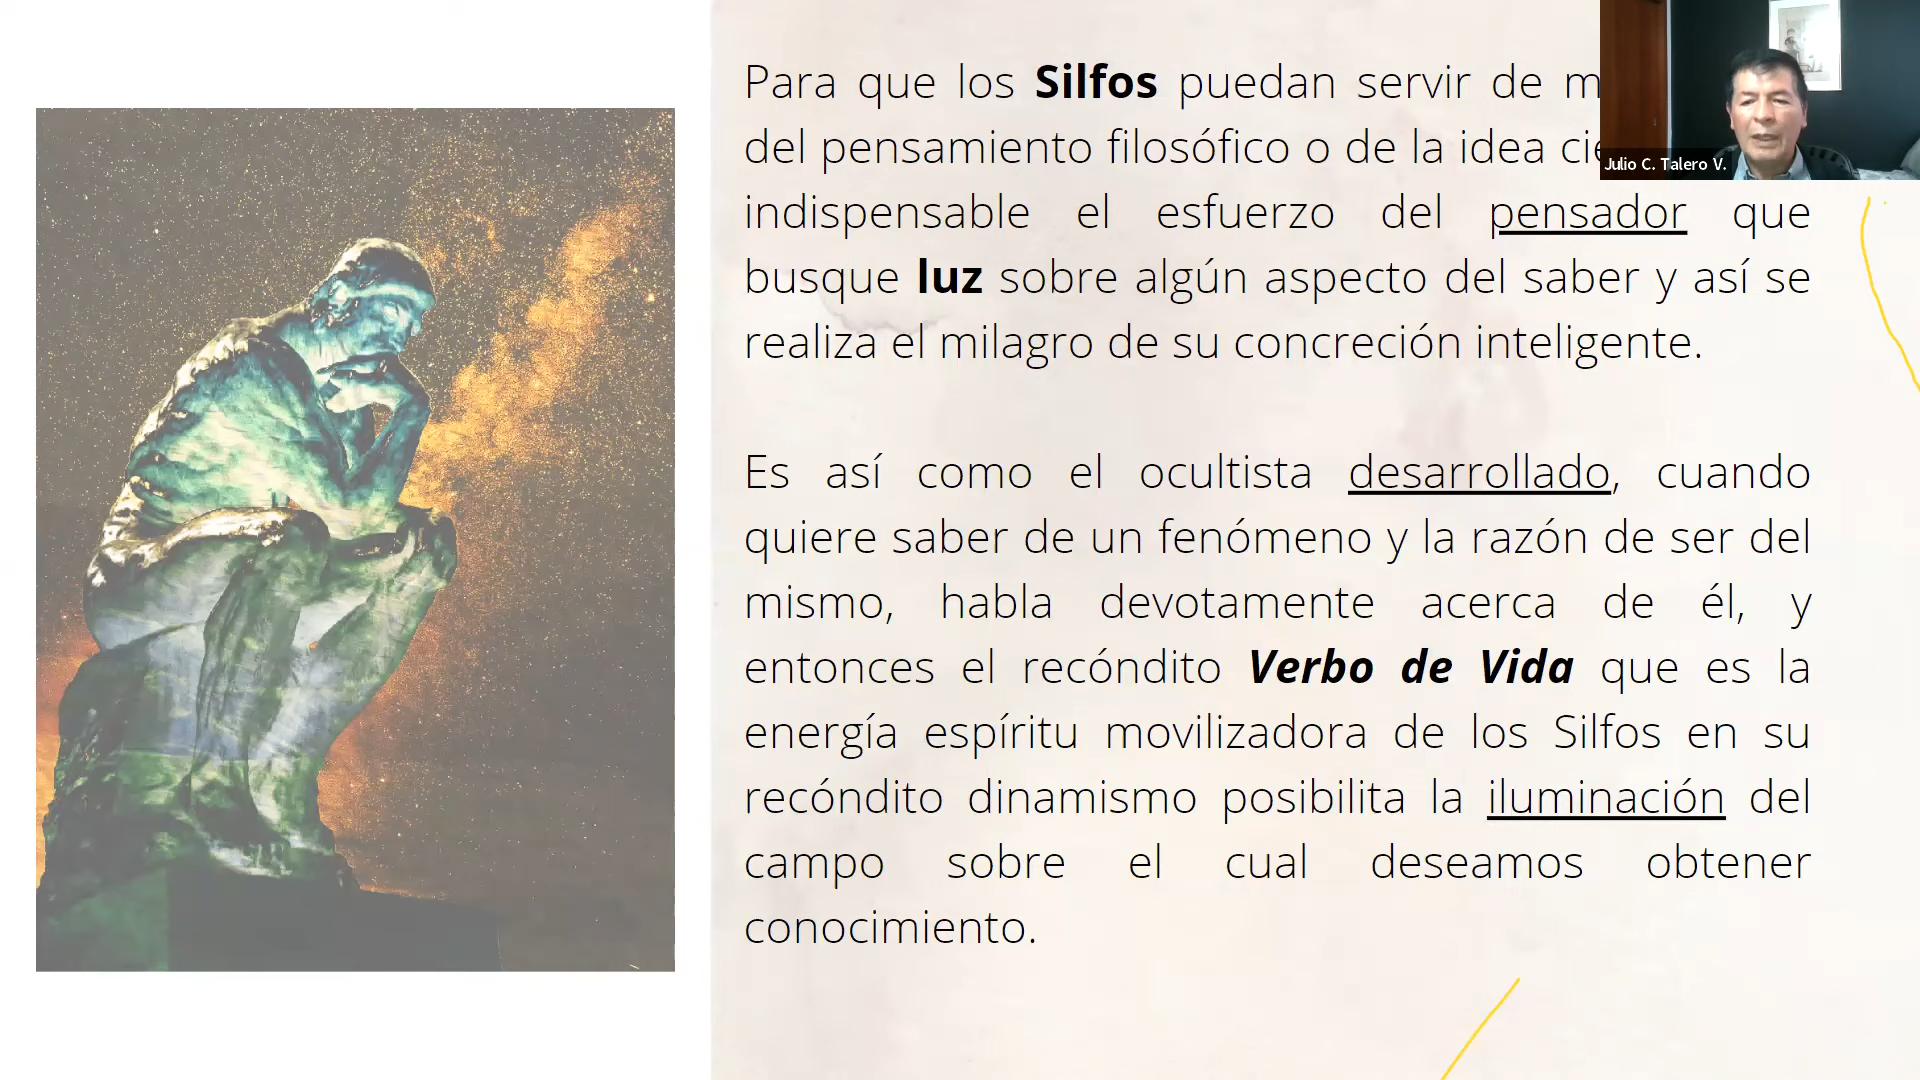 Para que los Silfos puedan servir de
del pensamiento filosófico o de la idea
indispensable el esfuerzo del pensador que
busque luz sobre algún aspecto del saber y así se
realiza el milagro de su concreción inteligente.
Es así como el ocultista desarrollado, cuando
quiere saber de un fenómeno y la razón de ser del
mismo, habla devotamente acerca de él, y
entonces el recóndito Verbo de Vida que es la
energía espíritu movilizadora de los Silfos en su
recóndito dinamismo posibilita la iluminación del
campo sobre el cual deseamos obtener
conocimiento.
Julio C. Talero V.